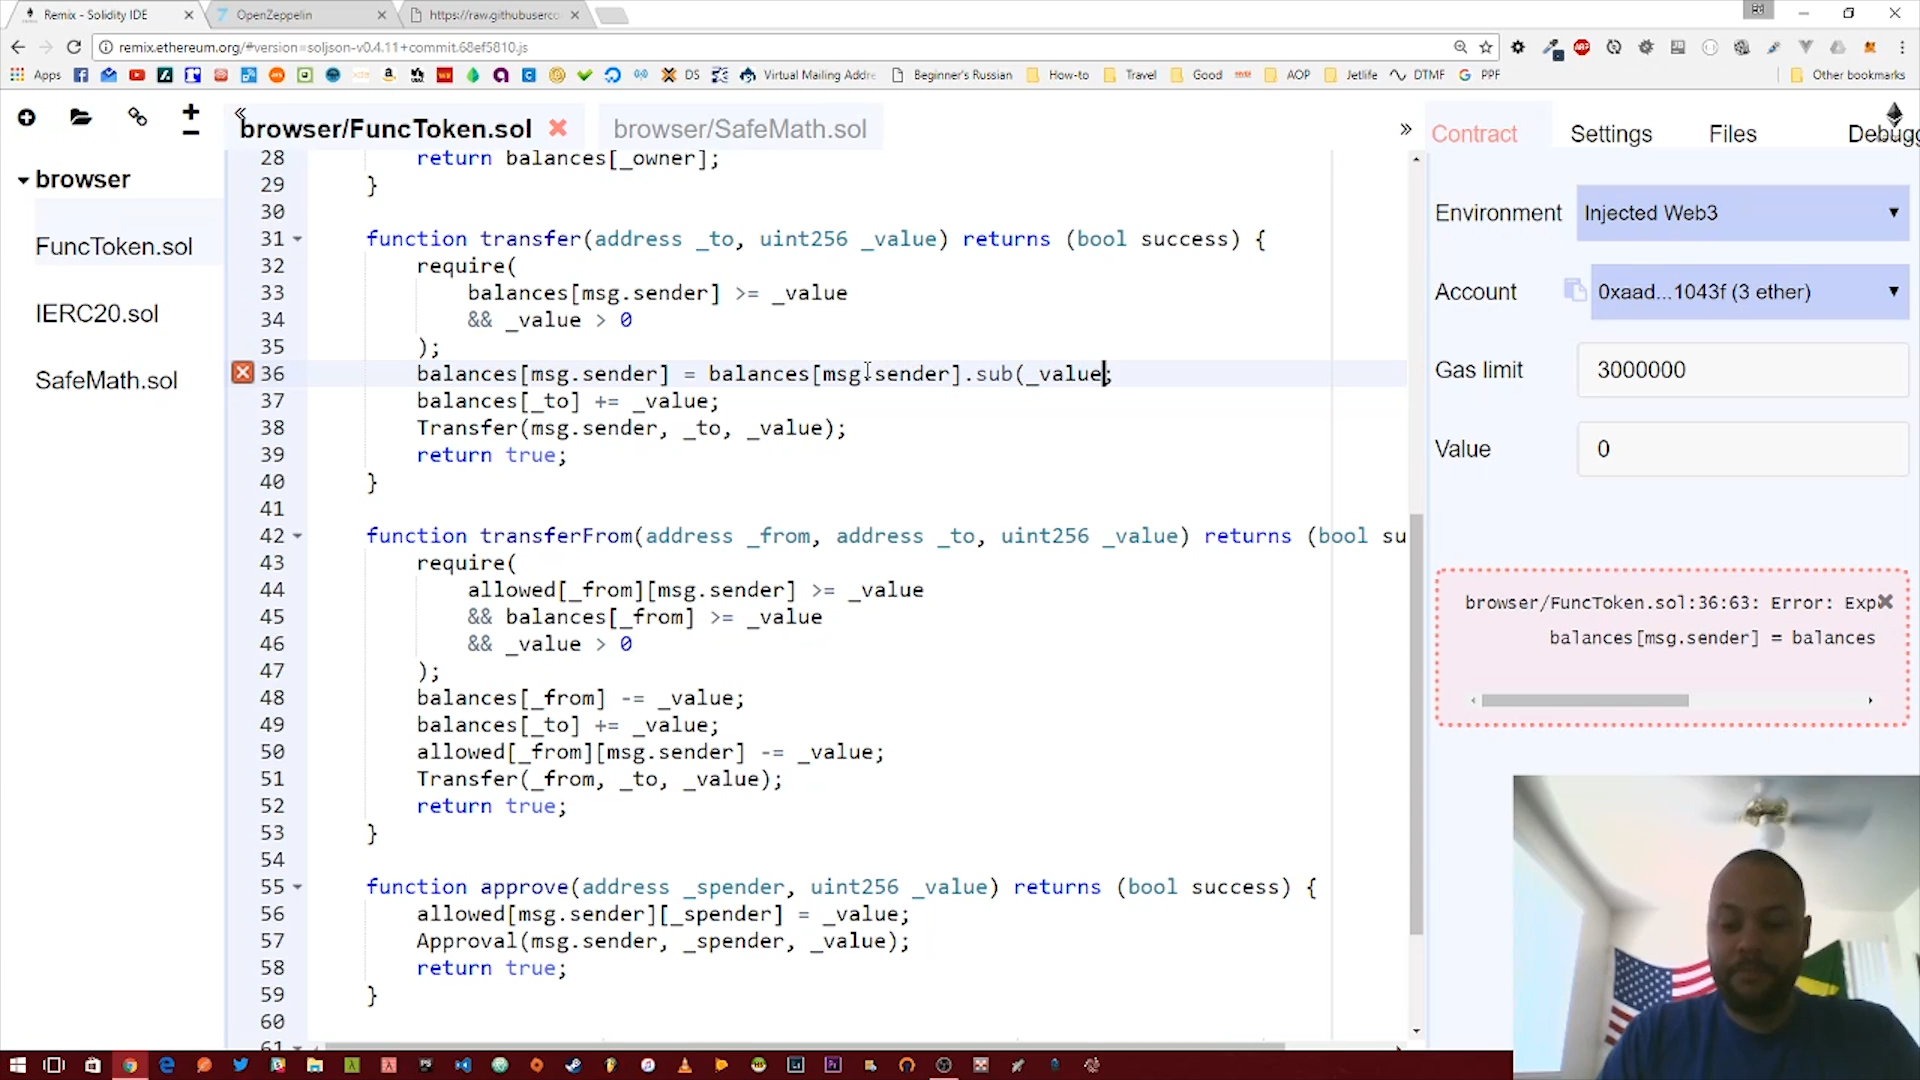 Remix - Solidity IDE
OpenZeppelin
https://raw.githubuserco
remix.ethereum.org/#version=soljson-v0.4.11+commit.68ef5810.js
Apps
DS
Virtual Mailing Addre
Beginner's Russian
How-to
Travel
Good
AOP
Jetlife
DTMF
PPF
Other bookmarks
browser/FuncToken.sol
browser/SafeMath.sol
Contract
Settings
Files
Debugg
browser
FuncToken.sol
IERC20.sol
SafeMath.sol
28 return balances[_owner];
29 }
30
31 function transfer(address _to, uint256 _value) returns (bool success) {
32 require(
33 balances[msg.sender] >= _value
34 && _value > 0
35 );
36 balances[msg.sender] = balances[msg.sender].sub(_value;
37 balances[_to] += _value;
38 Transfer(msg.sender, _to, _value);
39 return true;
40 }
41
42 function transferFrom(address _from, address _to, uint256 _value) returns (bool su
43 require(
44 allowed[_from][msg.sender] >= _value
45 && balances[_from] >= _value
46 && _value > 0
47 );
48 balances[_from] -= _value;
49 balances[_to] += _value;
50 allowed[_from][msg.sender] -= _value;
51 Transfer(_from, _to, _value);
52 return true;
53 }
54
55 function approve(address _spender, uint256 _value) returns (bool success) {
56 allowed[msg.sender][_spender] = _value;
57 Approval(msg.sender, _spender, _value);
58 return true;
59 }
60
61
Environment
Injected Web3
Account
0xaad...1043f (3 ether)
Gas limit
3000000
Value
0
browser/FuncToken.sol:36:63: Error: Exp
balances[msg.sender] = balances